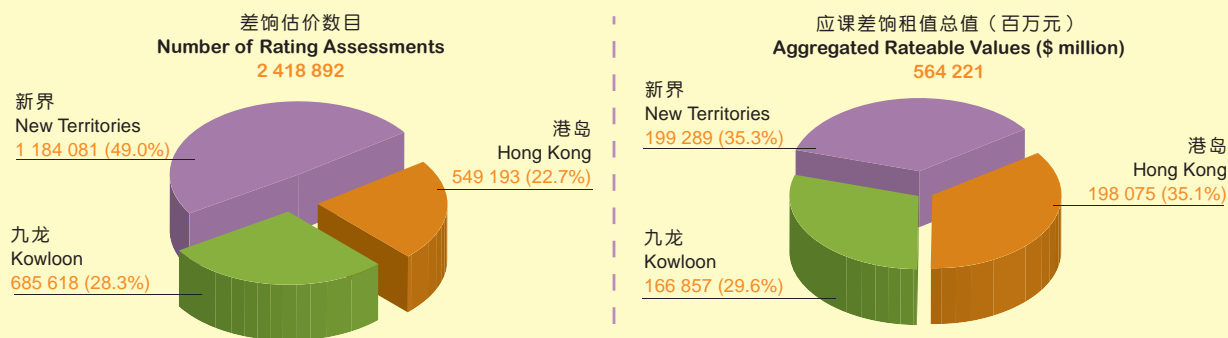 差饷估价数目
Number of Rating Assessments
2 418 892
新界
New Territories
1 184 081 (49.0%)
港岛
Hong Kong
549 193 (22.7%)
九龙
Kowloon
685 618 (28.3%)
应课差饷租值总值（百万元）
Aggregated Rateable Values ($ million)
564 221
新界
New Territories
199 289 (35.3%)
港岛
Hong Kong
198 075 (35.1%)
九龙
Kowloon
166 857 (29.6%)